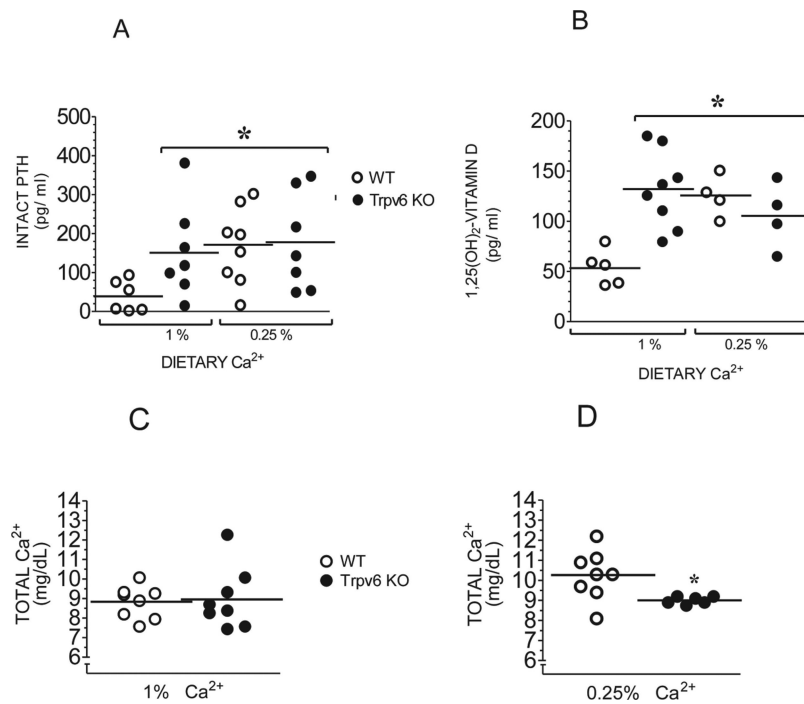 A
INTACT PTH
(pg/ ml)
500
400
300
200
100
0
*
WT
Trpv6 KO
1 %
0.25 %
DIETARY Ca²⁺
B
1,25(OH)₂-VITAMIN D
(pg/ ml)
200
150
100
50
0
*
1 %
0.25 %
DIETARY Ca²⁺
C
TOTAL Ca²⁺
(mg/dL)
14
13
12
11
10
9
8
7
6
WT
Trpv6 KO
1% Ca²⁺
D
TOTAL Ca²⁺
(mg/dL)
14
13
12
11
10
9
8
7
6
*
0.25% Ca²⁺